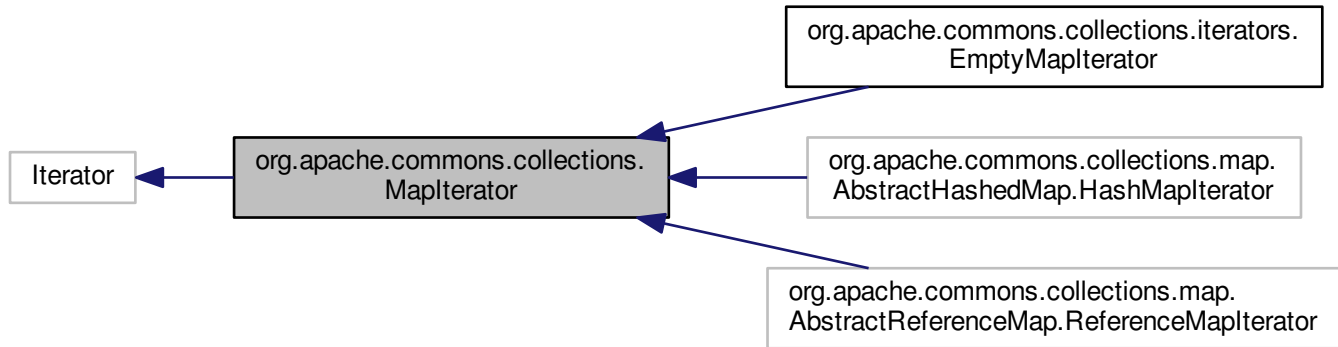 org.apache.commons.collections.iterators.
EmptyMapIterator
Iterator
org.apache.commons.collections.
MapIterator
org.apache.commons.collections.map.
AbstractHashedMap.HashMapIterator
org.apache.commons.collections.map.
AbstractReferenceMap.ReferenceMapIterator